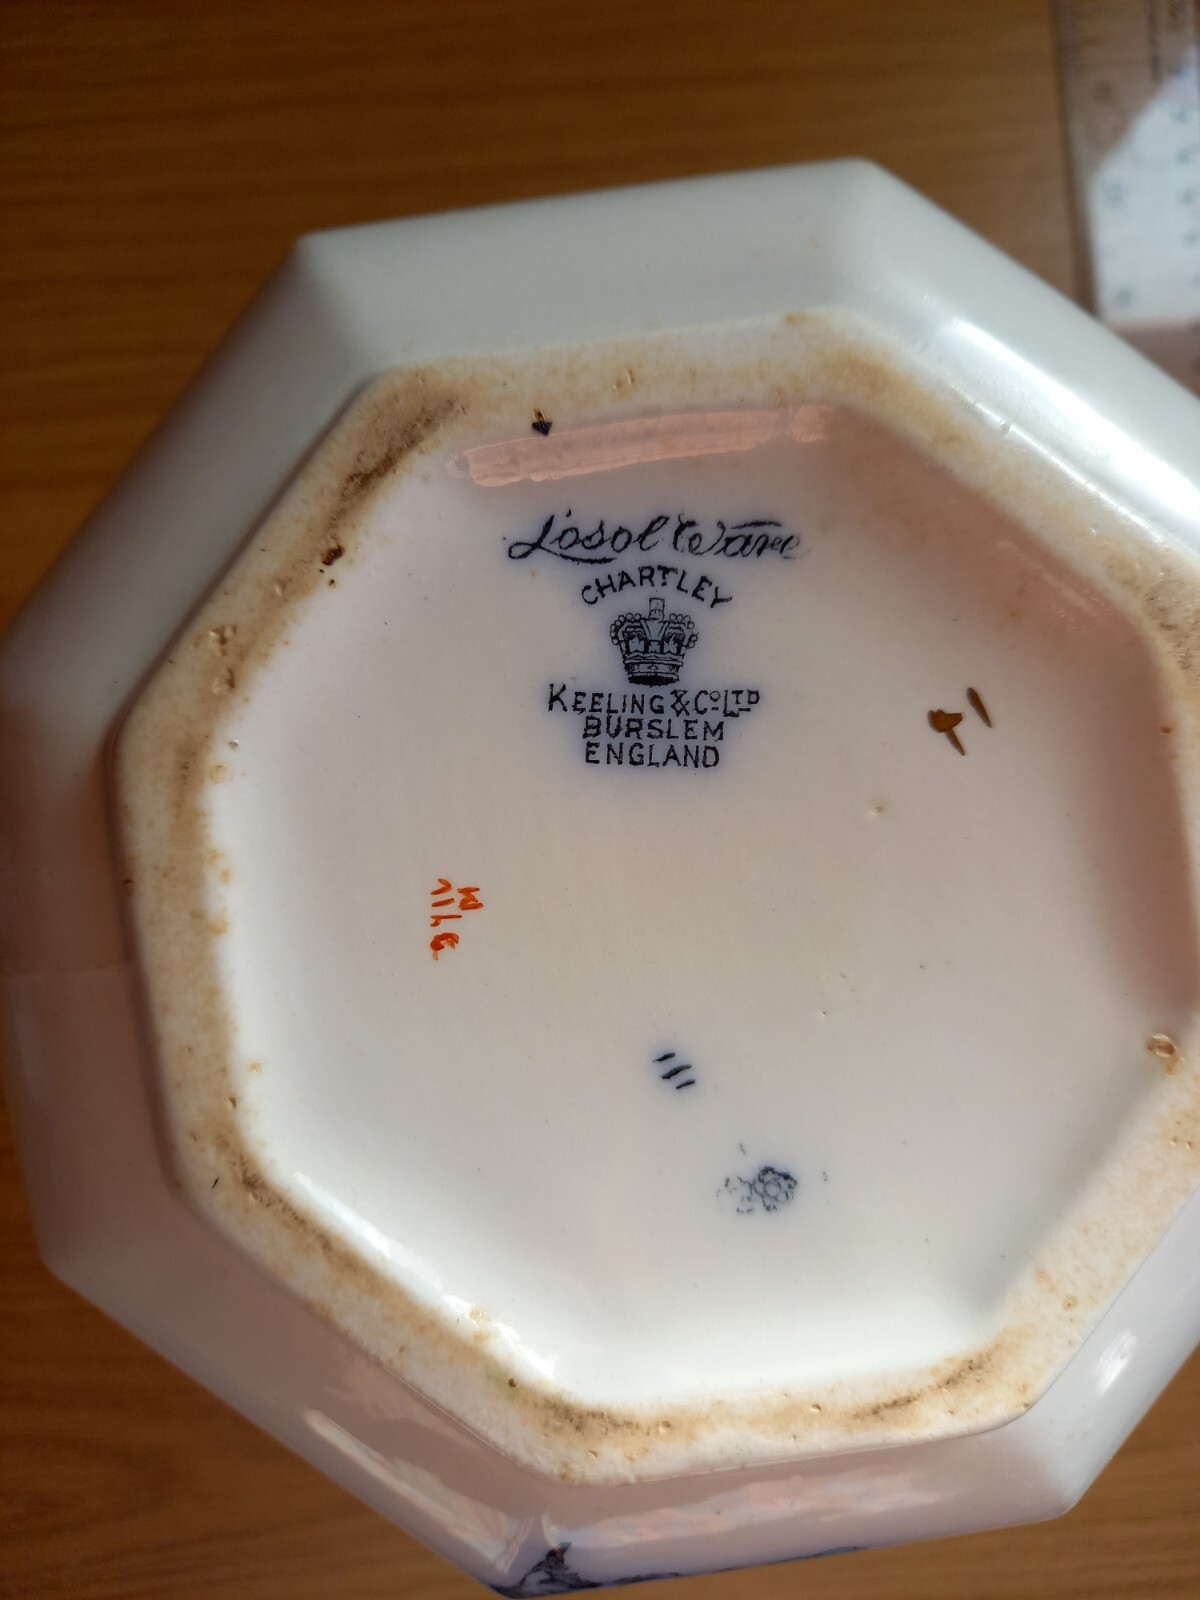 Losol Ware
CHARTLEY
KEELING & Co. LTD
BURSLEM
ENGLAND